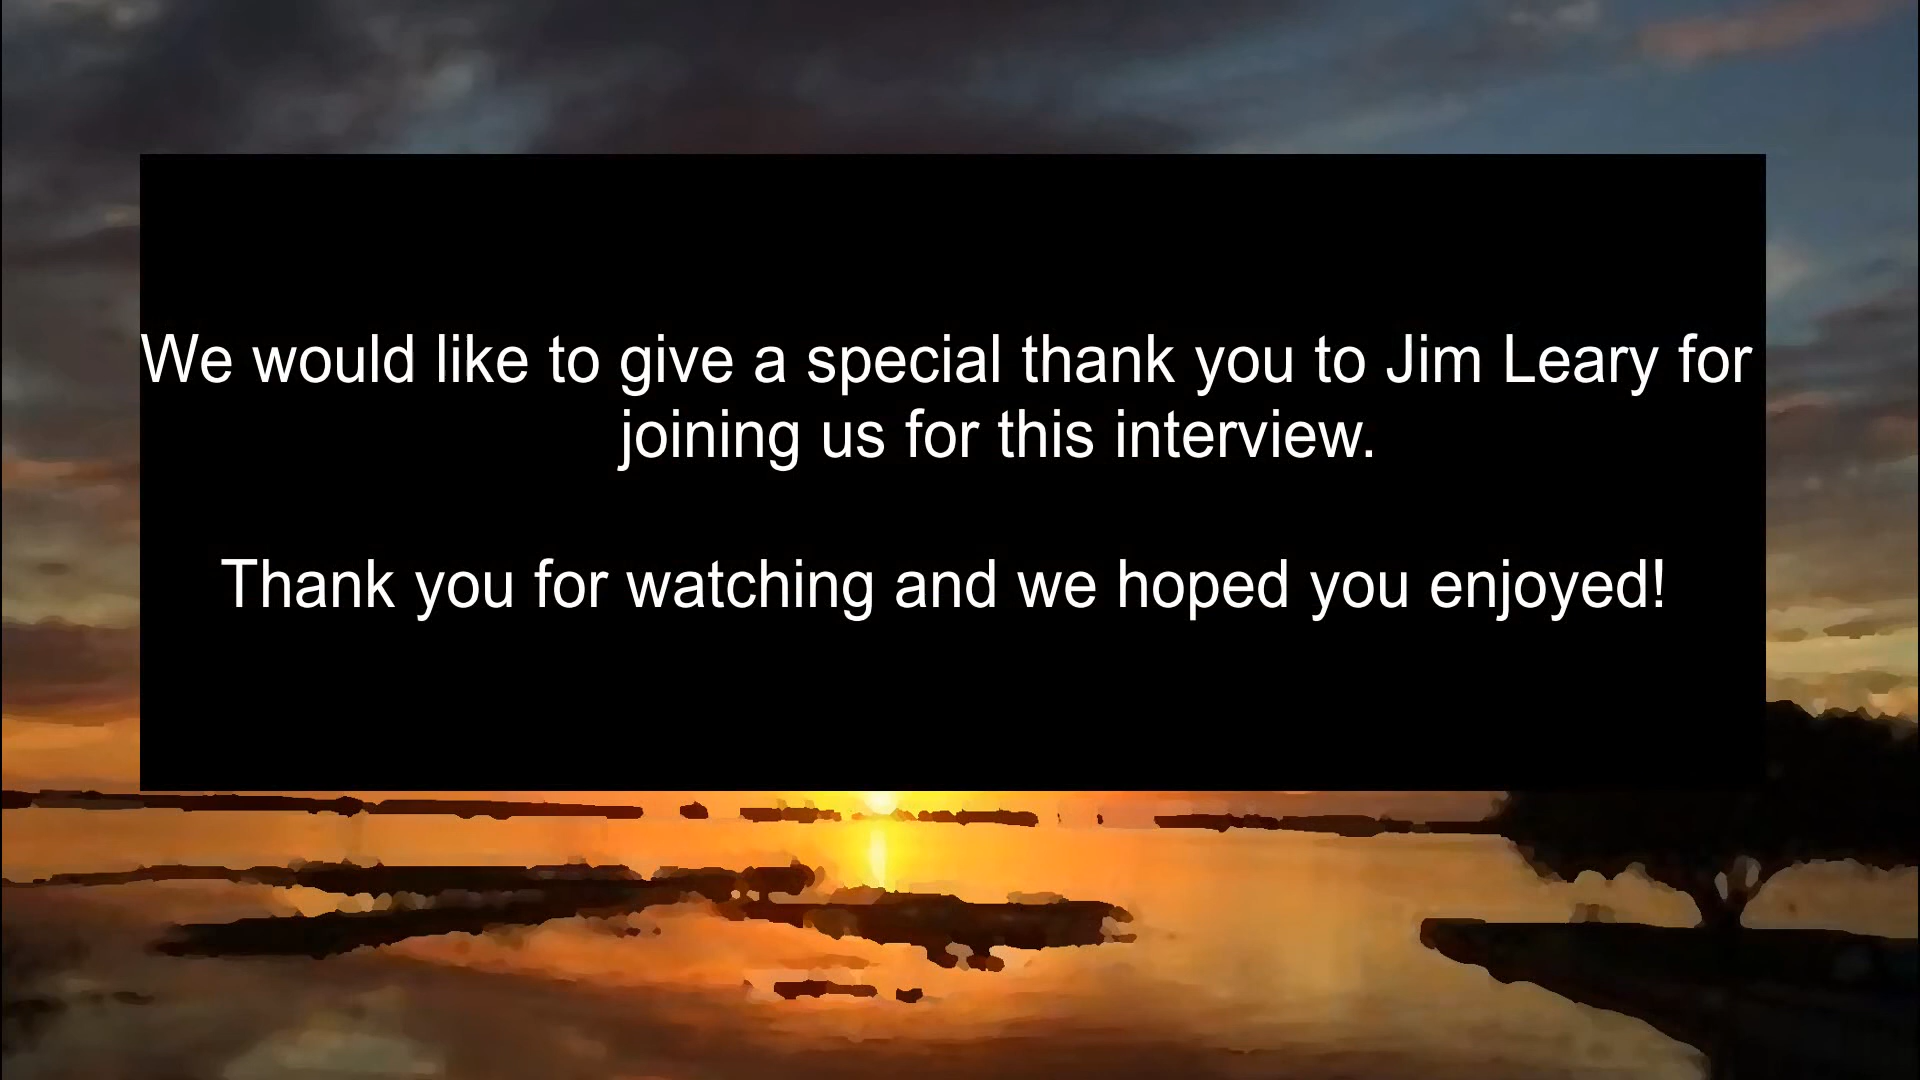 We would like to give a special thank you to Jim Leary for
joining us for this interview.
Thank you for watching and we hoped you enjoyed!